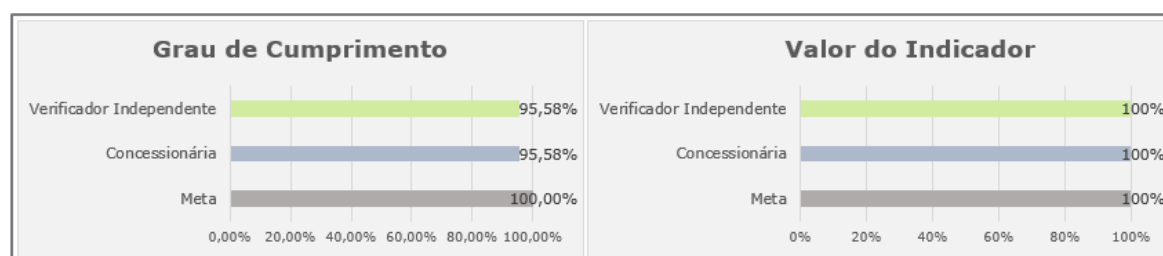 Grau de Cumprimento
Verificador Independente 95,58%
Concessionária 95,58%
Meta 100,00%
0,00% 20,00% 40,00% 60,00% 80,00% 100,00%
Valor do Indicador
Verificador Independente 100%
Concessionária 100%
Meta 100%
0% 20% 40% 60% 80% 100%